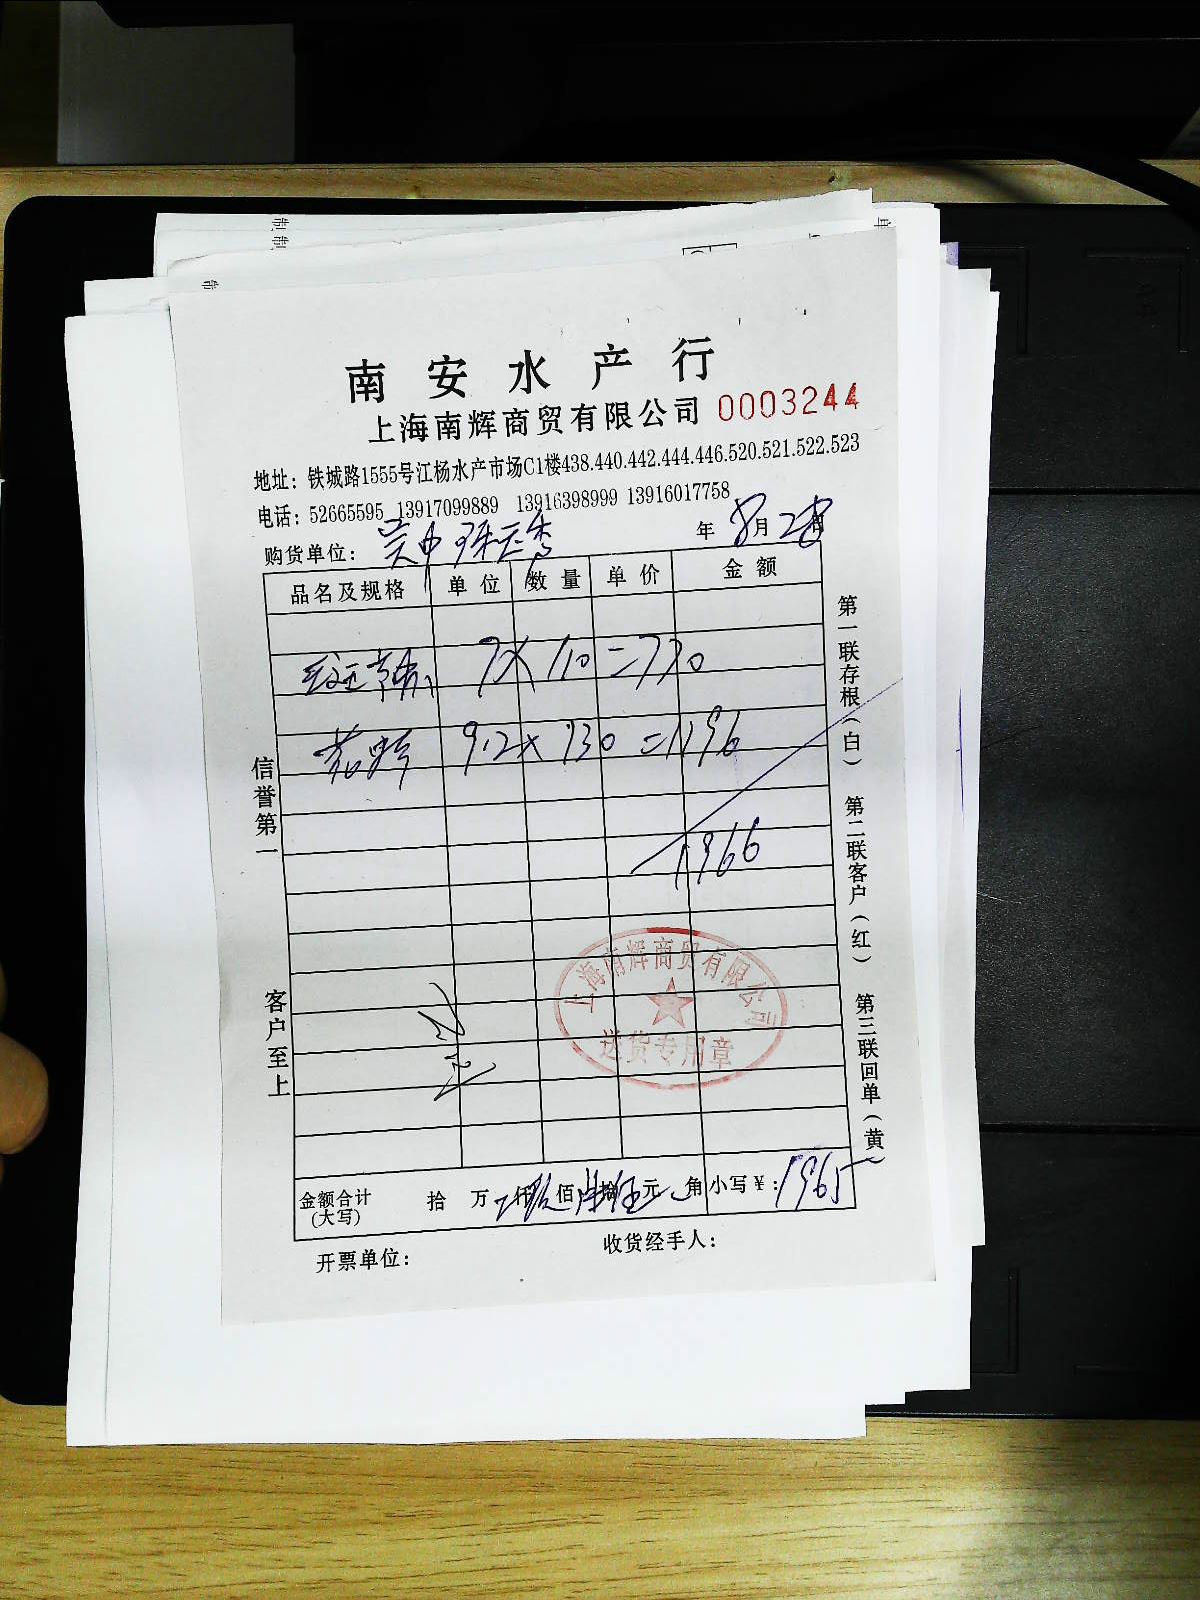 南安水产行
上海南辉商贸有限公司 0003244
地址：铁城路1555号江杨水产市场C1楼438.440.442.444.446.520.521.522.523
电话：52665595 13917099889 13916398999 13916017758
购货单位： 年 8月28日
品名及规格 单位 数量 单价 金额
7×110=770
9.2×130=1196
1966
上海南辉商贸有限公司
送货专用章
金额合计(大写) 拾 万 仟 佰 拾 元 角 小写￥：1965
开票单位： 收货经手人：
信誉第一 客户至上
第一联存根(白) 第二联客户(红) 第三联回单(黄